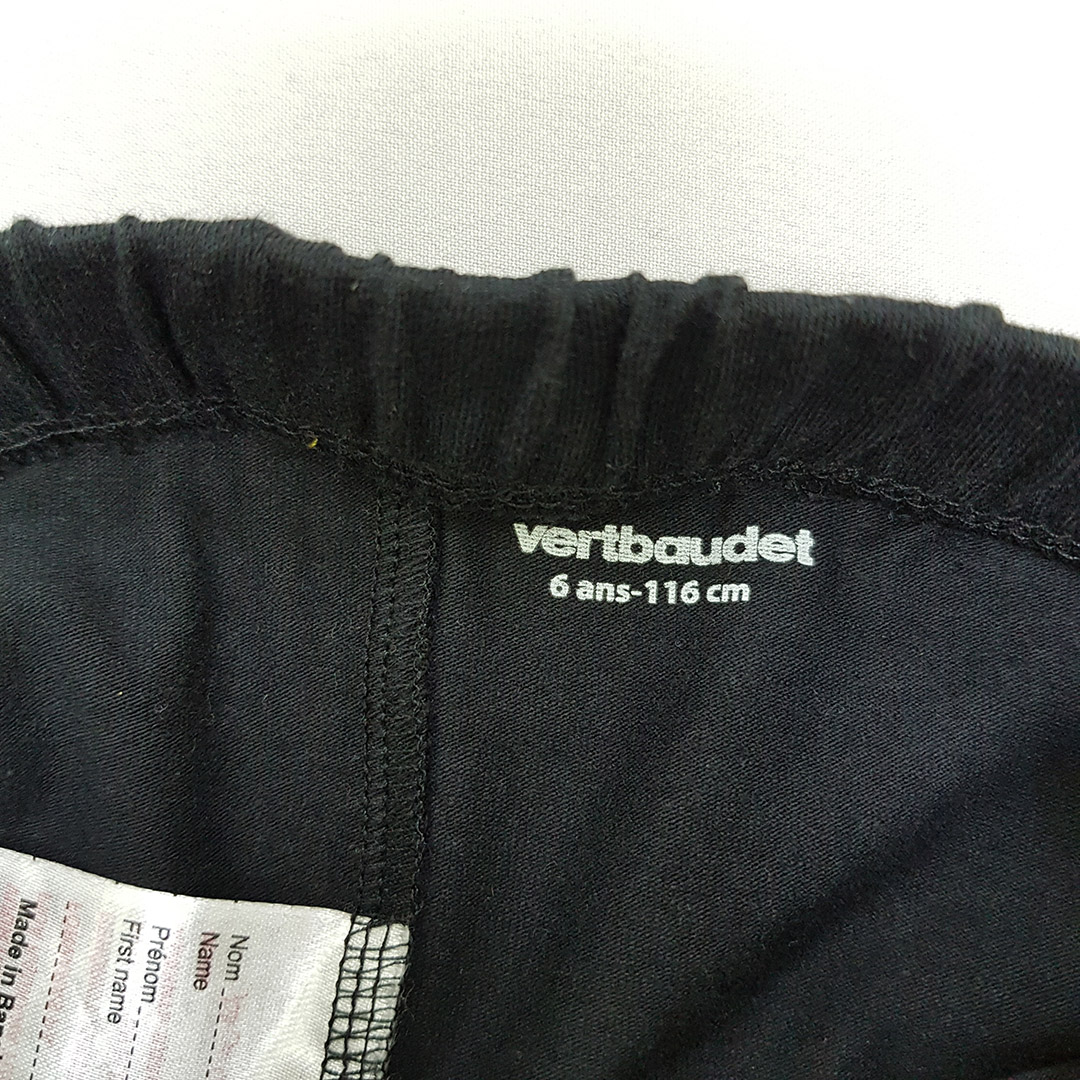 vertbaudet
6 ans-116 cm
Nom
Name
Prénom
First name
Made in